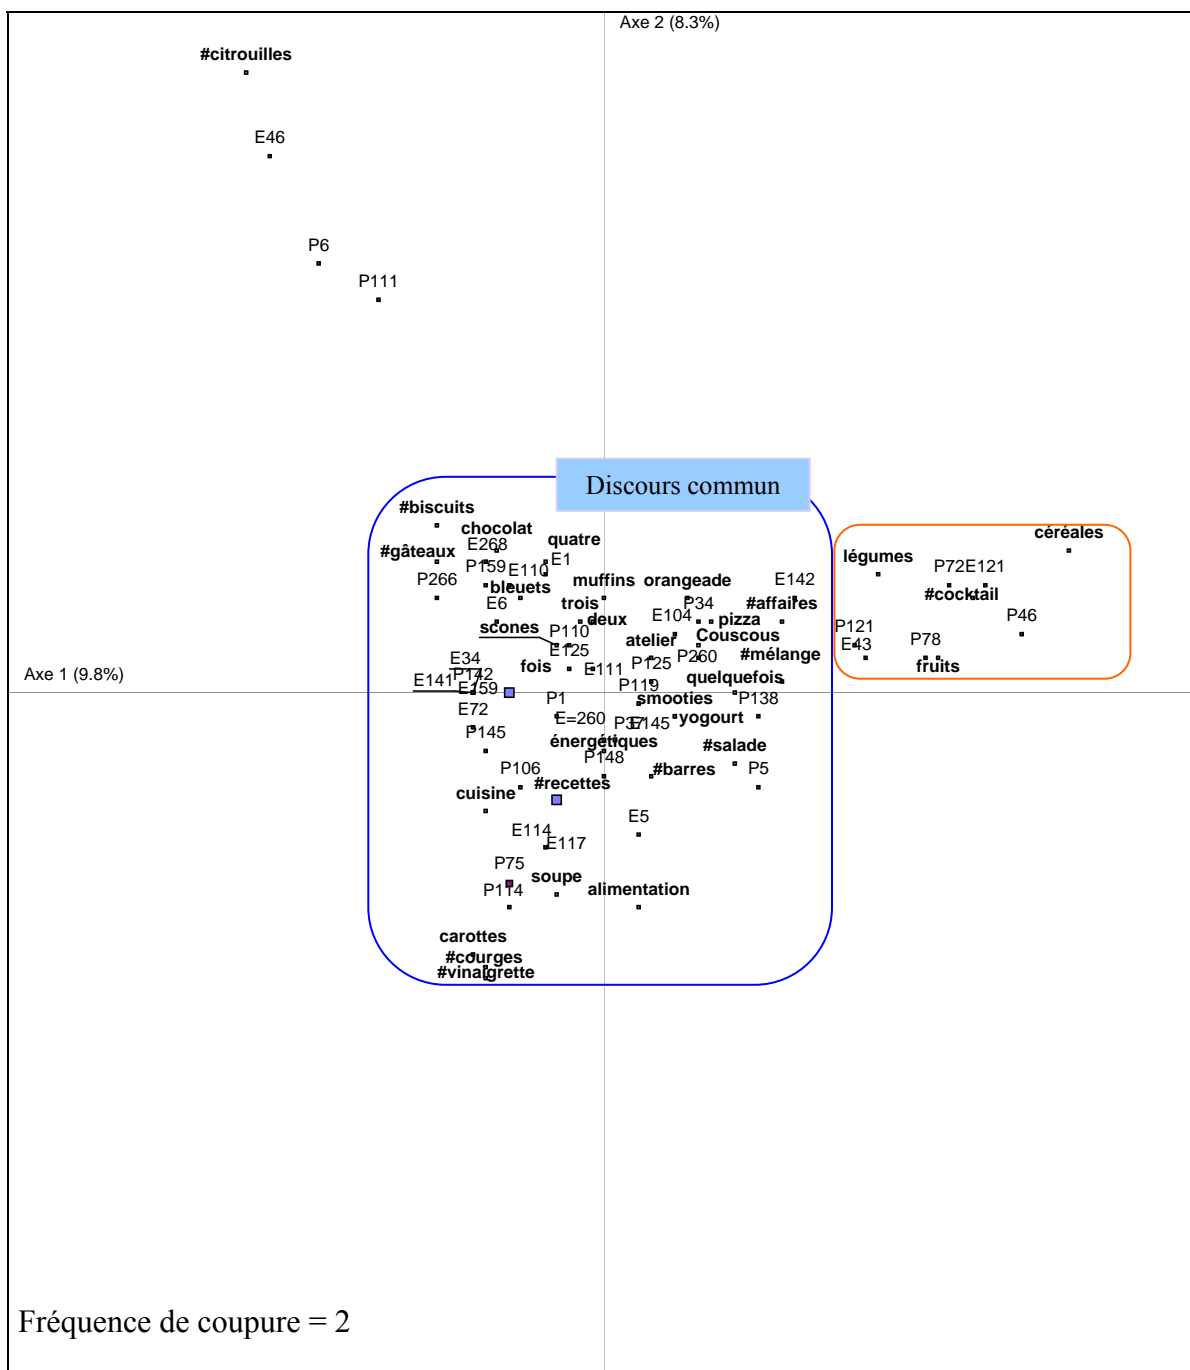 Axe 2 (8.3%)
#citrouilles
E46
P6
P111
Discours commun
#biscuits
chocolat
quatre
céréales
#gâteaux
E268
E1
légumes
P159
E110
P72
E121
P266
bleuets
muffins
orangeade
E142
#cocktail
E6
trois
P34
#affaires
scones
deux
E104
pizza
P46
P110
atelier
Couscous
P121
E125
P260
#mélange
E43
P78
E34
fois
E111
P125
fruits
Axe 1 (9.8%)
E141
P142
quelquefois
E159
P119
P1
smooties
P138
E72
E=260
P37
E145
yogourt
P145
énergétiques
#salade
P148
#barres
P5
P106
#recettes
cuisine
E114
E117
E5
P75
soupe
P114
alimentation
carottes
#courges
#vinaigrette
Fréquence de coupure = 2